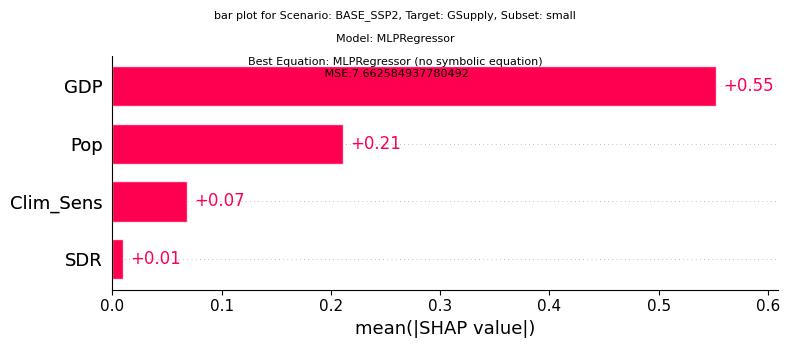 bar plot for Scenario: BASE_SSP2, Target: GSupply, Subset: small
Model: MLPRegressor
Best Equation: MLPRegressor (no symbolic equation)
MSE:7.662584937780492
GDP +0.55
Pop +0.21
Clim_Sens +0.07
SDR +0.01
0.0 0.1 0.2 0.3 0.4 0.5 0.6
mean(|SHAP value|)